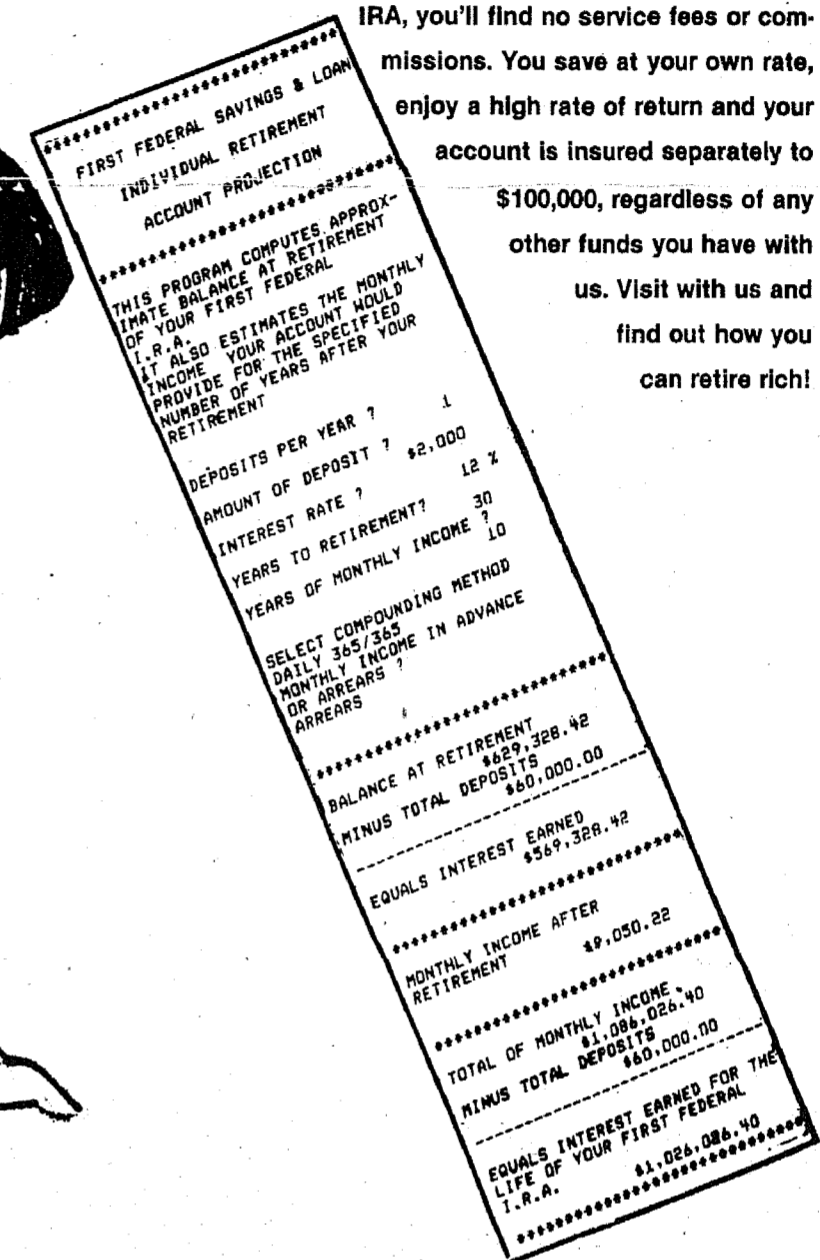 IRA, you'll find no service fees or com-
missions. You save at your own rate,
enjoy a high rate of return and your
account is insured separately to
$100,000, regardless of any
other funds you have with
us. Visit with us and
find out how you
can retire rich!
******************************
FIRST FEDERAL SAVINGS & LOAN
INDIVIDUAL RETIREMENT
ACCOUNT PROJECTION
******************************
THIS PROGRAM COMPUTES APPROX-
IMATE BALANCE AT RETIREMENT
OF YOUR FIRST FEDERAL
I.R.A.
IT ALSO ESTIMATES THE MONTHLY
INCOME YOUR ACCOUNT WOULD
PROVIDE FOR THE SPECIFIED
NUMBER OF YEARS AFTER YOUR
RETIREMENT
DEPOSITS PER YEAR ? 1
AMOUNT OF DEPOSIT ? $2,000
INTEREST RATE ? 12 %
YEARS TO RETIREMENT? 30
YEARS OF MONTHLY INCOME ?
10
SELECT COMPOUNDING METHOD
DAILY 365/365
MONTHLY INCOME IN ADVANCE
OR ARREARS ?
ARREARS
******************************
BALANCE AT RETIREMENT
$629,328.42
MINUS TOTAL DEPOSITS
$60,000.00
------------------------------
EQUALS INTEREST EARNED
$569,328.42
******************************
MONTHLY INCOME AFTER
RETIREMENT $9,050.22
******************************
TOTAL OF MONTHLY INCOME
$1,086,026.40
MINUS TOTAL DEPOSITS
$60,000.00
------------------------------
EQUALS INTEREST EARNED FOR THE
LIFE OF YOUR FIRST FEDERAL
I.R.A. $1,026,026.40
******************************